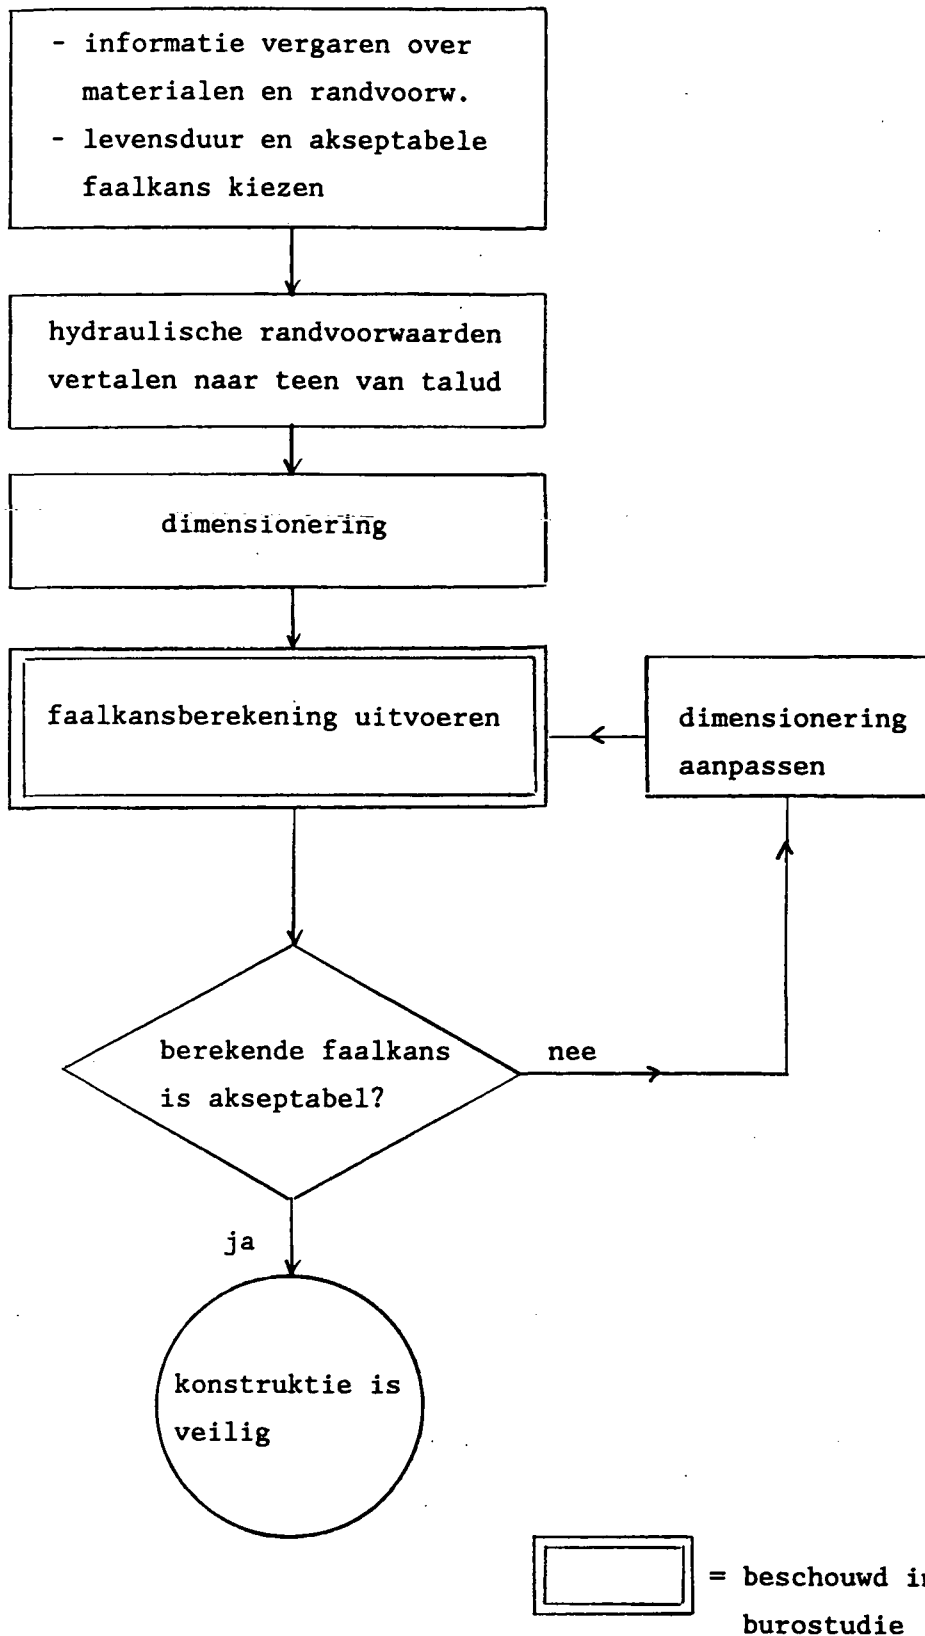 - informatie vergaren over
materialen en randvoorw.
- levensduur en akseptabele
faalkans kiezen
hydraulische randvoorwaarden
vertalen naar teen van talud
dimensionering
faalkansberekening uitvoeren
dimensionering
aanpassen
berekende faalkans
is akseptabel?
nee
ja
konstruktie is
veilig
= beschouwd in
burostudie